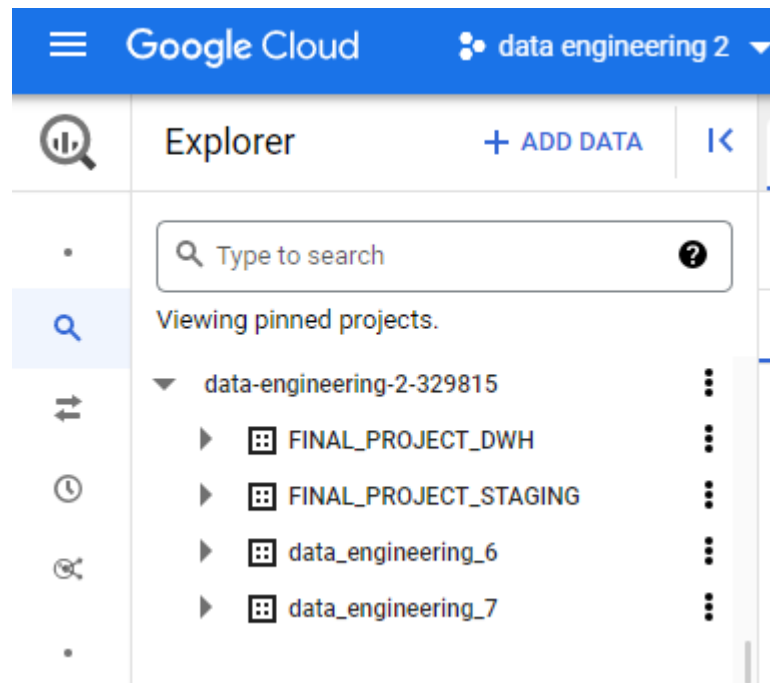 Google Cloud data engineering 2
Explorer + ADD DATA
Type to search
Viewing pinned projects.
data-engineering-2-329815
FINAL_PROJECT_DWH
FINAL_PROJECT_STAGING
data_engineering_6
data_engineering_7